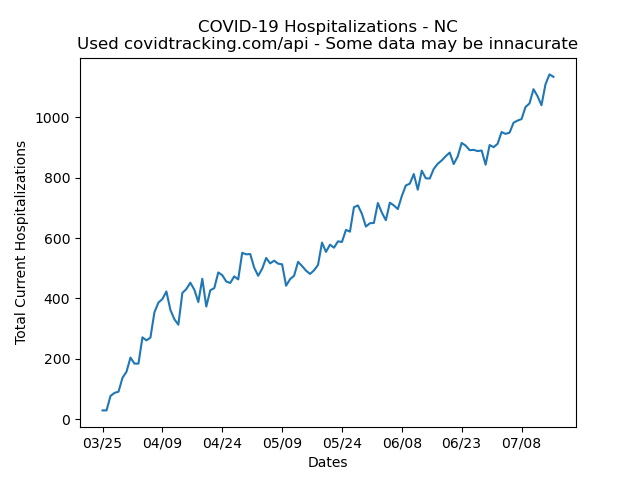 COVID-19 Hospitalizations - NC
Used covidtracking.com/api - Some data may be innacurate
Total Current Hospitalizations
1000
800
600
400
200
0
03/25 04/09 04/24 05/09 05/24 06/08 06/23 07/08
Dates